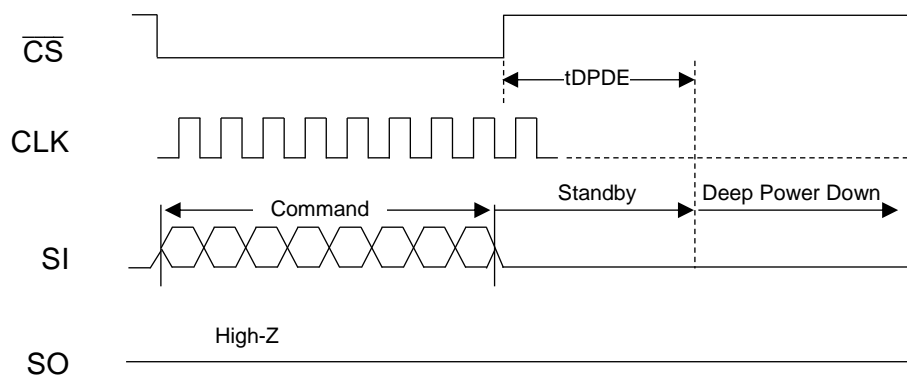 CS
tDPDE
CLK
Standby
Deep Power Down
Command
SI
High-Z
SO